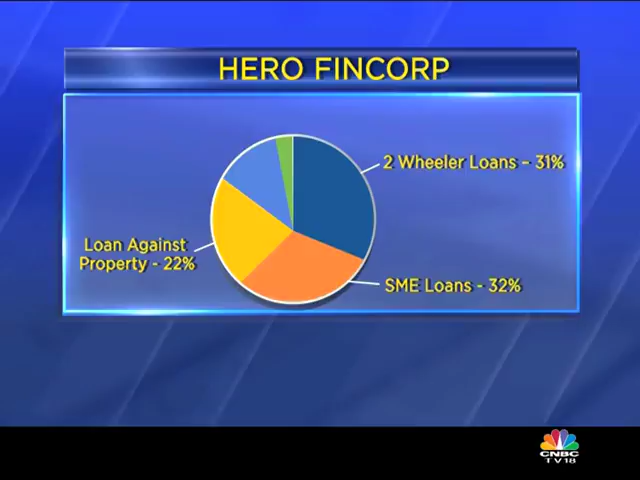 HERO FINCORP
2 Wheeler Loans - 31%
Loan Against
Property - 22%
SME Loans - 32%
CNBC
TV18